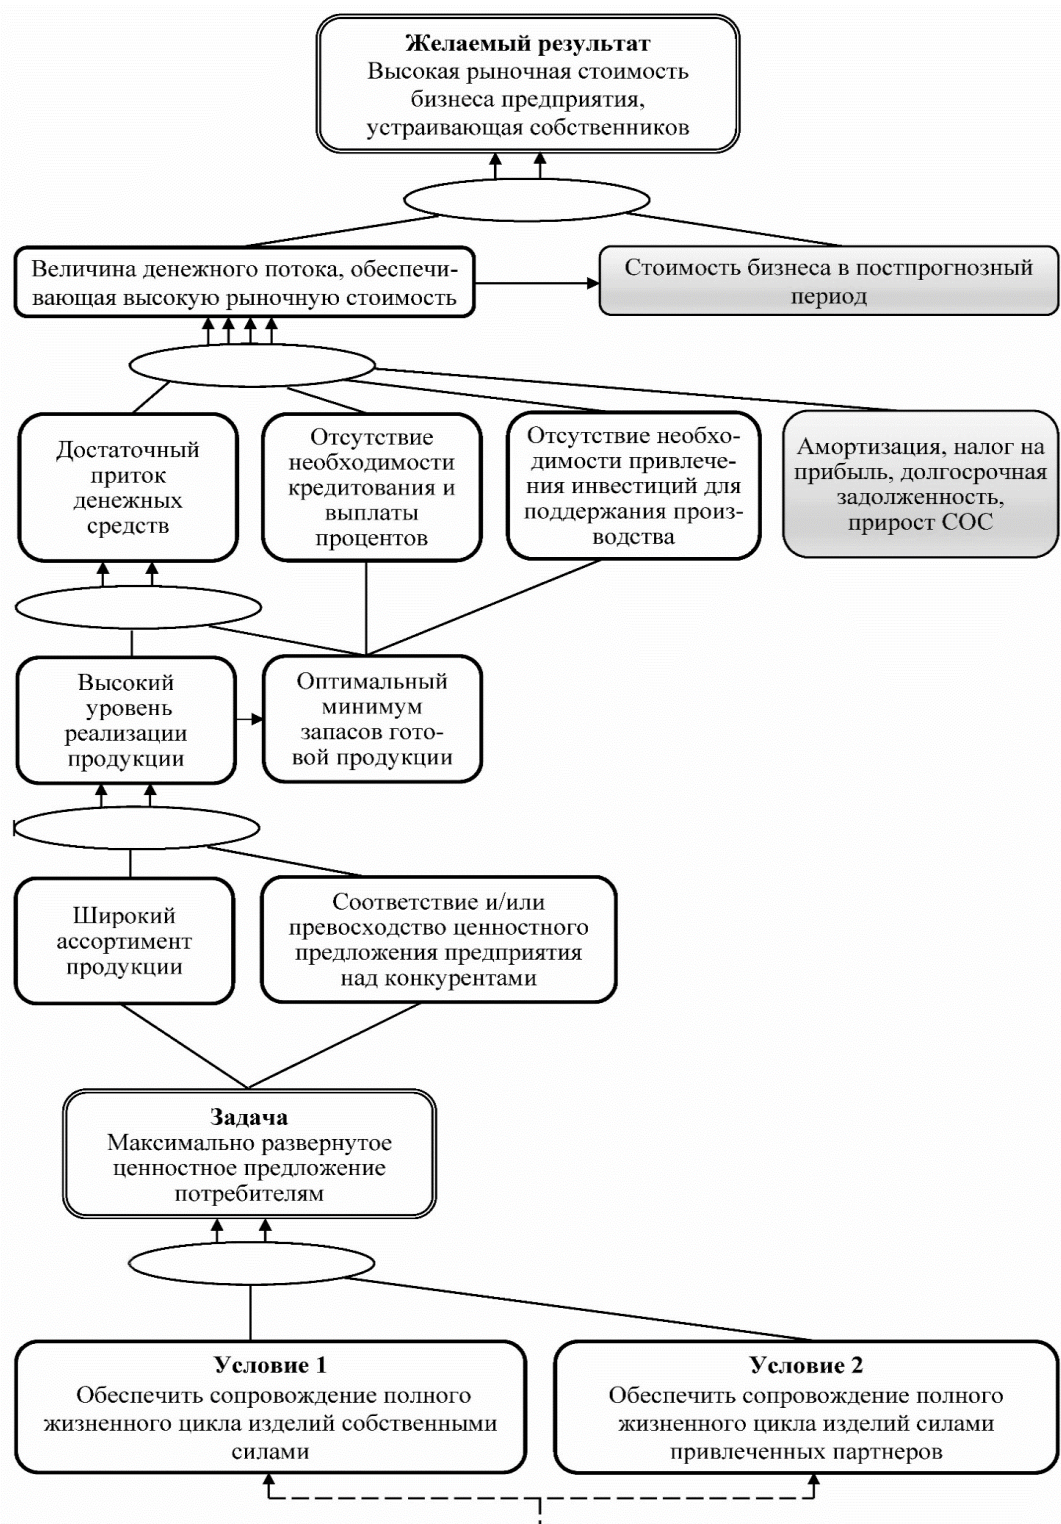 Желаемый результат
Высокая рыночная стоимость
бизнеса предприятия,
устраивающая собственников
Величина денежного потока, обеспечи-
вающая высокую рыночную стоимость
Стоимость бизнеса в постпрогнозный
период
Достаточный
приток
денежных
средств
Отсутствие
необходимости
кредитования и
выплаты
процентов
Отсутствие необхо-
димости привлече-
ния инвестиций для
поддержания произ-
водства
Амортизация, налог на
прибыль, долгосрочная
задолженность,
прирост СОС
Высокий
уровень
реализации
продукции
Оптимальный
минимум
запасов гото-
вой продукции
Широкий
ассортимент
продукции
Соответствие и/или
превосходство ценностного
предложения предприятия
над конкурентами
Задача
Максимально развернутое
ценностное предложение
потребителям
Условие 1
Обеспечить сопровождение полного
жизненного цикла изделий собственными
силами
Условие 2
Обеспечить сопровождение полного
жизненного цикла изделий силами
привлеченных партнеров